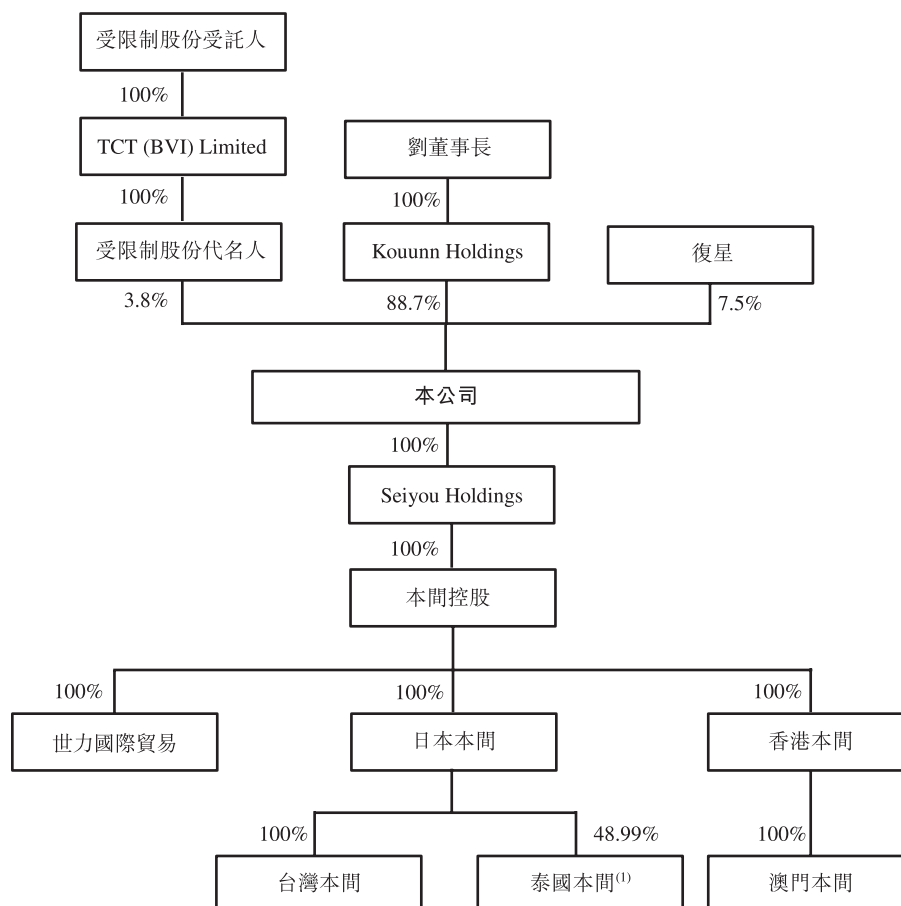 受限制股份受託人
100%
TCT (BVI) Limited
劉董事長
100%
100%
受限制股份代名人
Kouunn Holdings
復星
3.8%
88.7%
7.5%
本公司
100%
Seiyou Holdings
100%
本間控股
100%
100%
100%
世力國際貿易
日本本間
香港本間
100%
48.99%
100%
台灣本間
泰國本間(1)
澳門本間